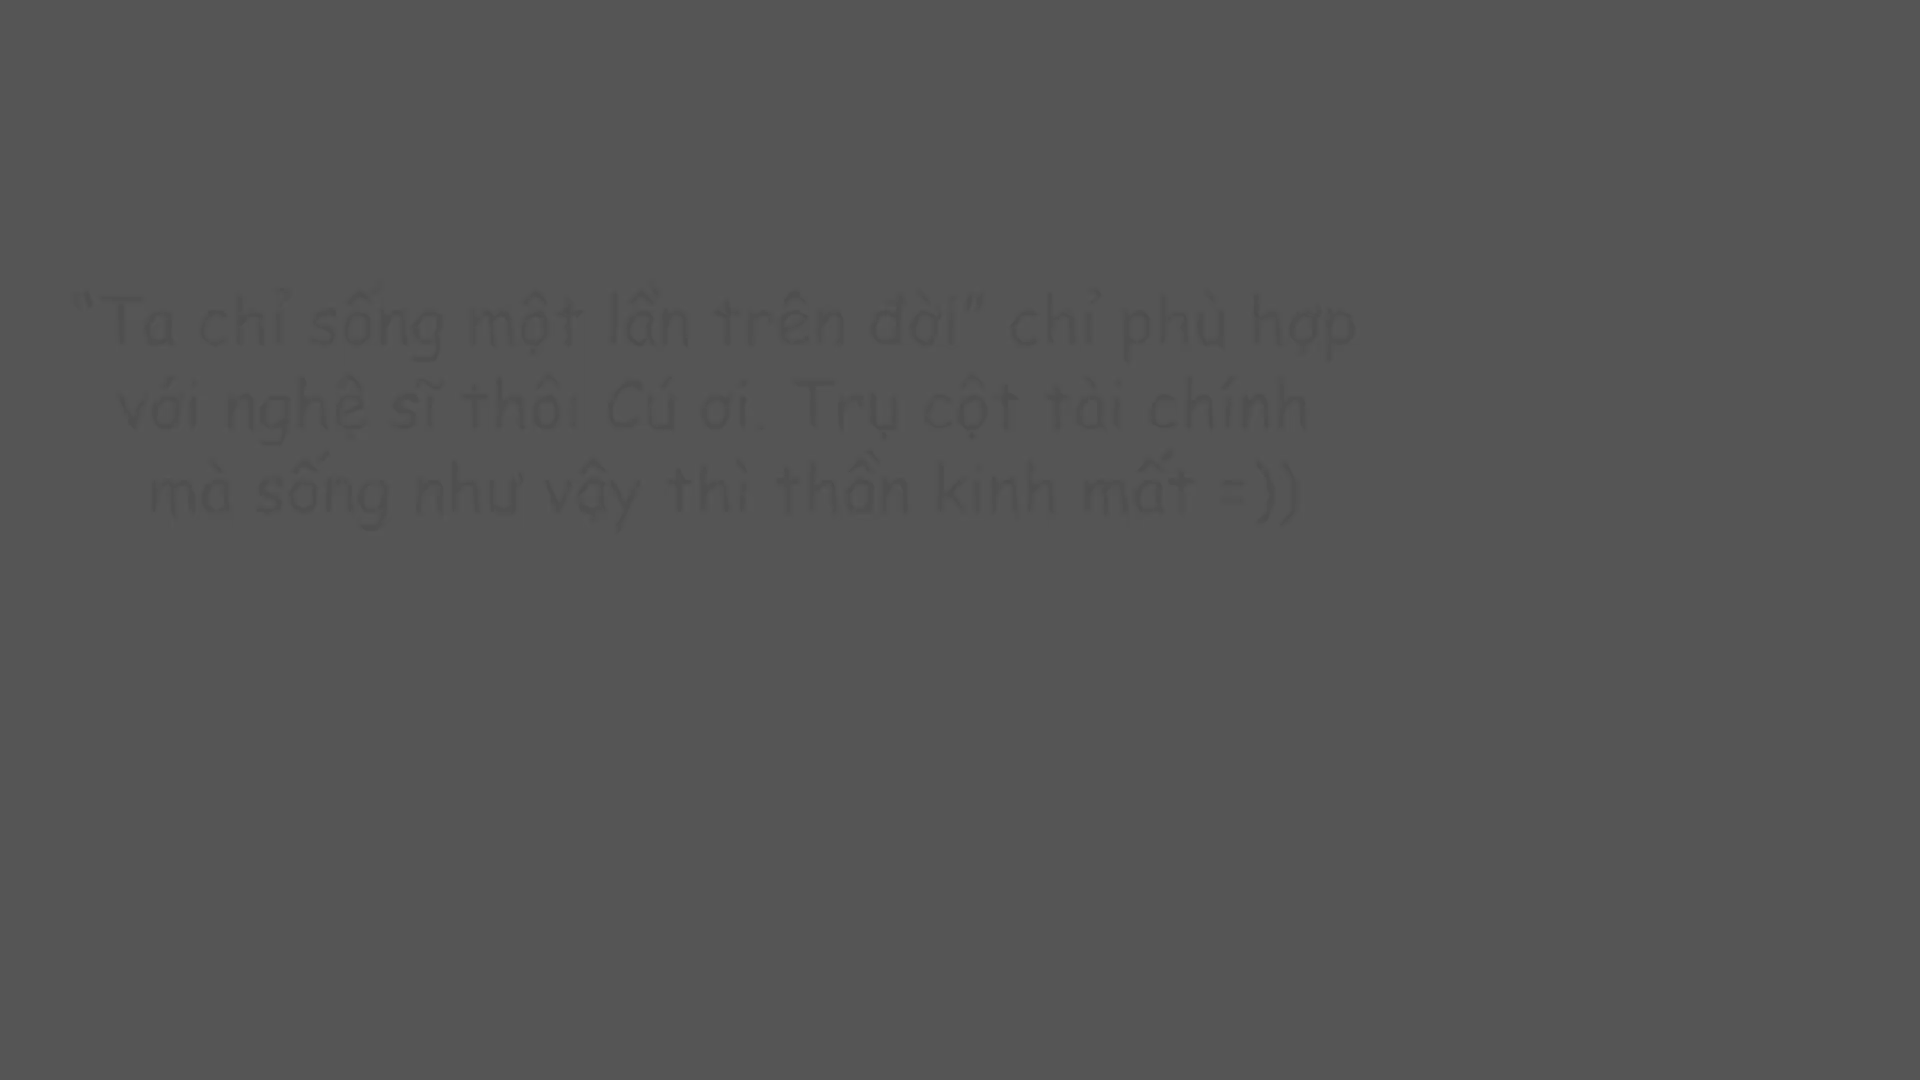 "Ta chỉ sống một lần trên đời" chỉ phù hợp
với nghệ sĩ thôi Cú ơi. Trụ cột tài chính
mà sống như vậy thì thần kinh mất =))